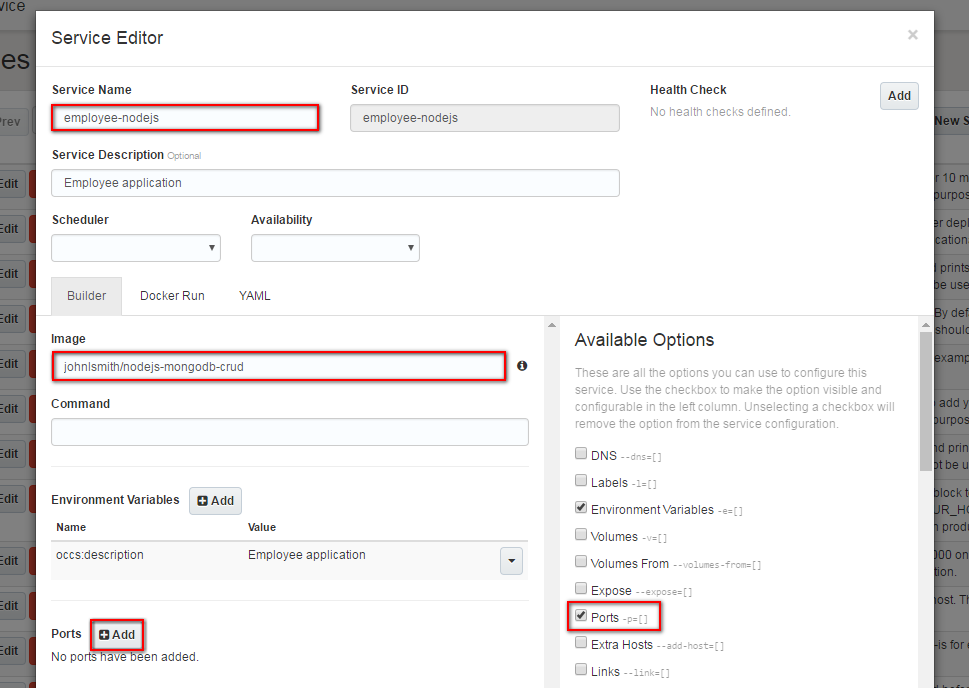 vice
Service Editor
×
es
Service Name
Service ID
Health Check
Add
Prev
employee-nodejs
employee-nodejs
No health checks defined.
New S
Service Description Optional
Employee application
Edit
r 10 m
purpos
Scheduler
Availability
Edit
er depl
cationa
Edit
d prints
be use
Builder
Docker Run
YAML
Edit
By defa
should
Image
Available Options
Edit
johnlsmith/nodejs-mongodb-crud
example
These are all the options you can use to configure this
service. Use the checkbox to make the option visible and
configurable in the left column. Unselecting a checkbox will
remove the option from the service configuration.
Command
Edit
add y
purpos
Edit
nd prin
ot be u
DNS --dns=[]
Labels -l=[]
Edit
Environment Variables
Add
block to
UR_HO
n produ
Environment Variables -e=[]
Name
Value
Volumes -v=[]
Edit
occs:description
Employee application
000 on
tion.
Volumes From --volumes-from=[]
Expose --expose=[]
Edit
ost. Th
Ports -p=[]
Ports
Add
Extra Hosts --add-host=[]
Edit
No ports have been added.
-is for d
Links --link=[]